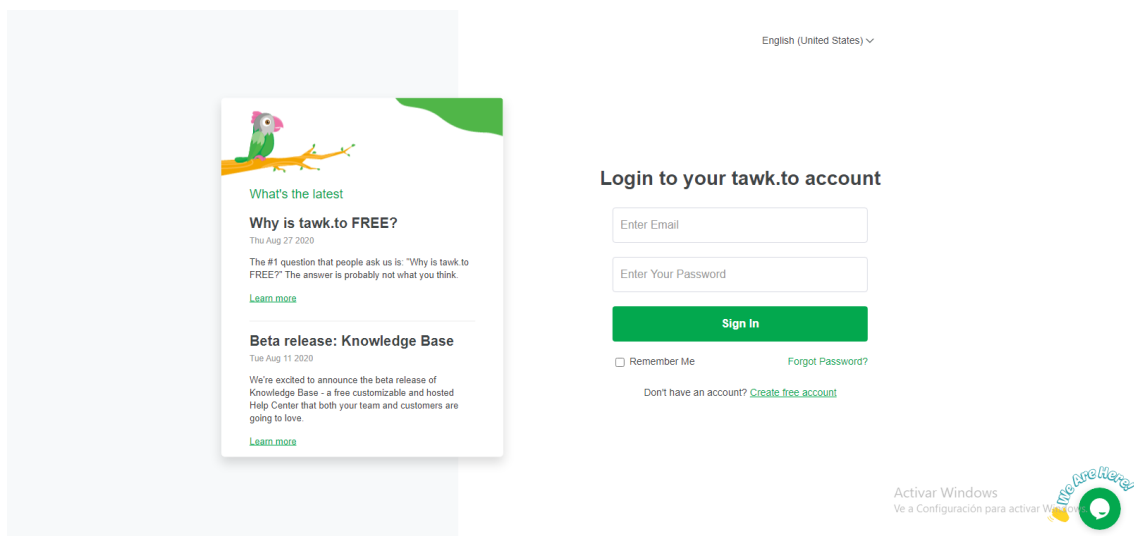 English (United States)
What's the latest
Why is tawk.to FREE?
Thu Aug 27 2020
The #1 question that people ask us is: "Why is tawk.to
FREE?" The answer is probably not what you think.
Learn more
Beta release: Knowledge Base
Tue Aug 11 2020
We're excited to announce the beta release of
Knowledge Base - a free customizable and hosted
Help Center that both your team and customers are
going to love.
Learn more
Login to your tawk.to account
Enter Email
Enter Your Password
Sign In
Remember Me
Forgot Password?
Don't have an account? Create free account
We Are Here!
Activar Windows
Ve a Configuración para activar Windows.